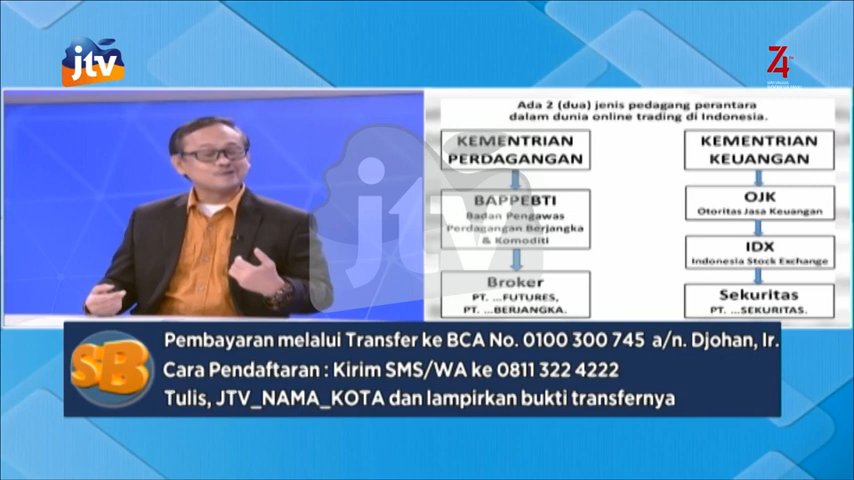 jtv
74
Ada 2 (dua) jenis pedagang perantara
dalam dunia online trading di Indonesia.
KEMENTRIAN
PERDAGANGAN
BAPPEBTI
Badan Pengawas
Perdagangan Berjangka
& Komoditi
Broker
PT. ...FUTURES,
PT. ...BERJANGKA.
KEMENTRIAN
KEUANGAN
OJK
Otoritas Jasa Keuangan
IDX
Indonesia Stock Exchange
Sekuritas
PT. ...SEKURITAS.
jtv
SB
Pembayaran melalui Transfer ke BCA No. 0100 300 745 a/n. Djohan, Ir.
Cara Pendaftaran : Kirim SMS/WA ke 0811 322 4222
Tulis, JTV_NAMA_KOTA dan lampirkan bukti transfernya